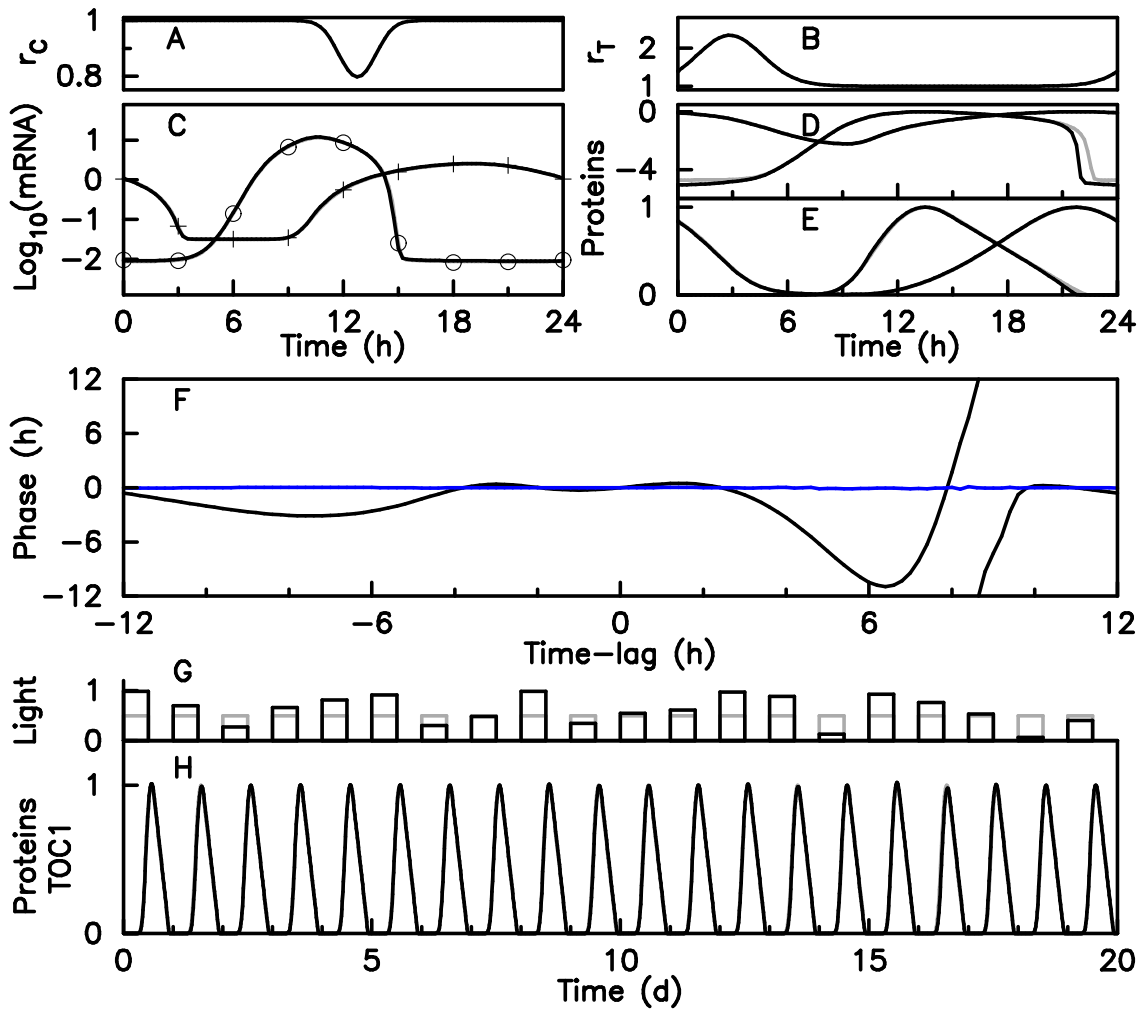 1
0.8
r_C
A
2
1
r_T
B
1
0
−1
−2
Log10(mRNA)
C
0
−4
D
Proteins
1
0
E
0 6 12 18 24
Time (h)
0 6 12 18 24
Time (h)
12
6
0
−6
−12
Phase (h)
F
−12 −6 0 6 12
Time−lag (h)
G
1
0
Light
H
1
0
Proteins
TOC1
0 5 10 15 20
Time (d)